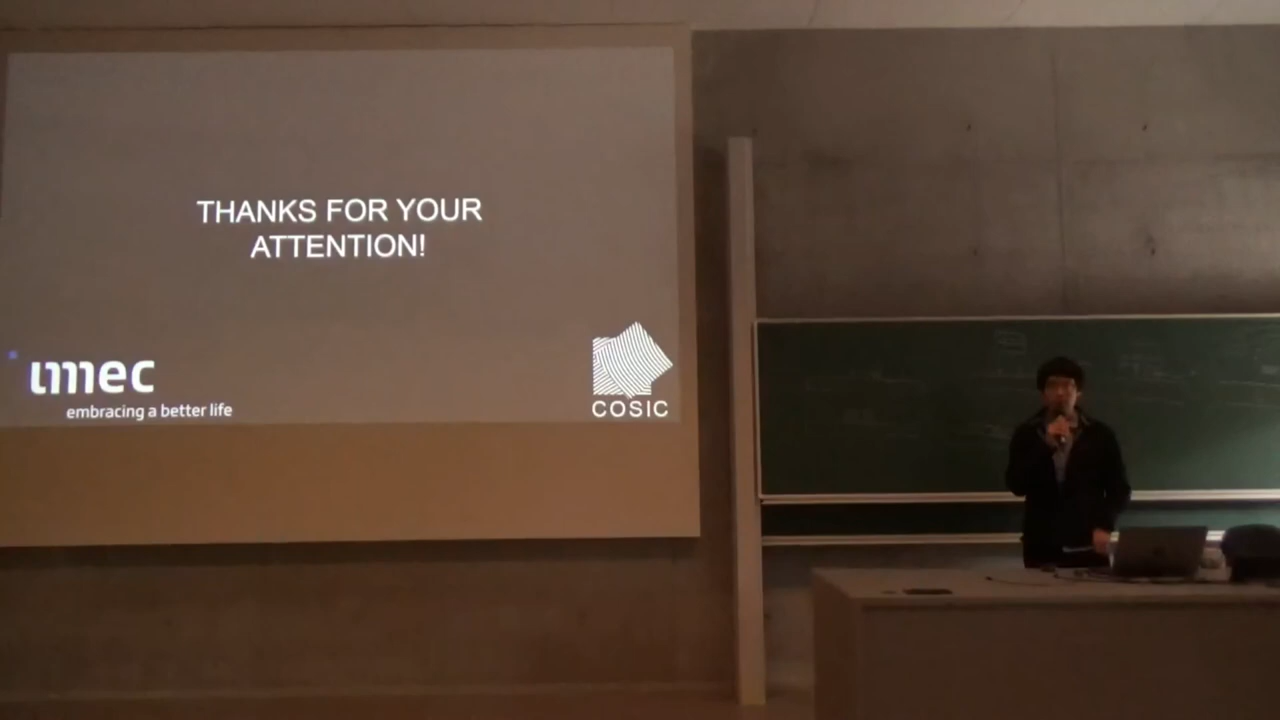 THANKS FOR YOUR
ATTENTION!
imec
embracing a better life
COSIC